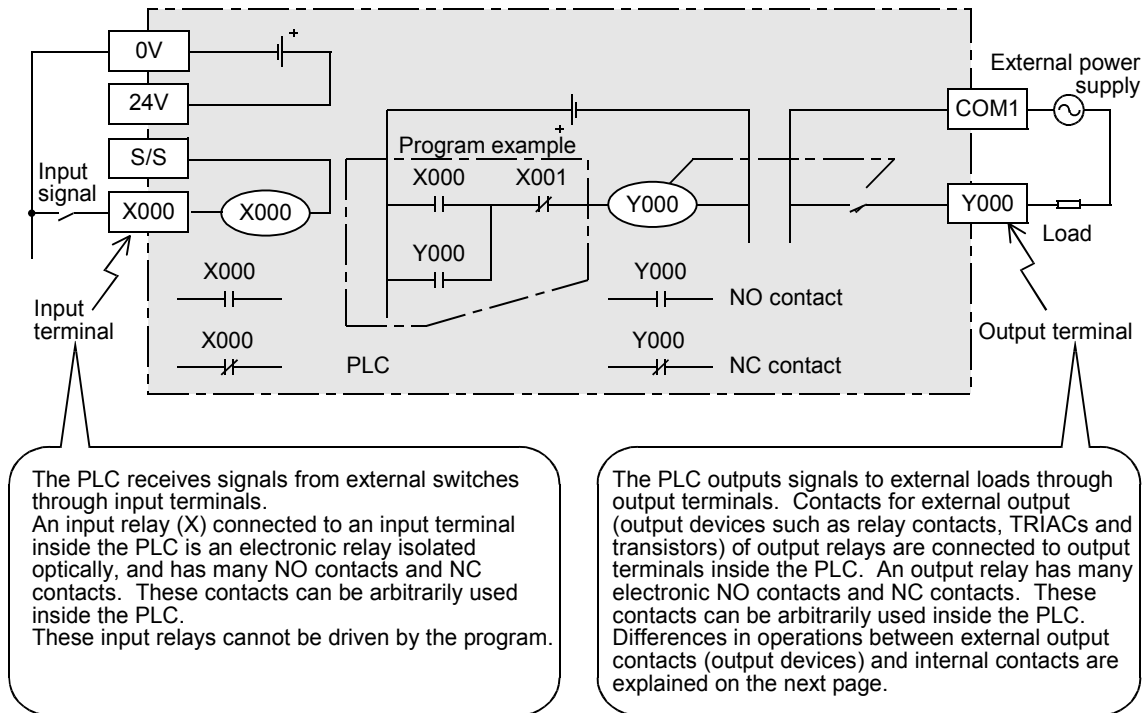 0V
24V
S/S
Input
signal
X000
X000
Input
terminal
X000
X000
+
+
Program example
X000
X001
Y000
Y000
Y000
NO contact
Y000
NC contact
PLC
External power
supply
COM1
Y000
Load
Output terminal
The PLC receives signals from external switches
through input terminals.
An input relay (X) connected to an input terminal
inside the PLC is an electronic relay isolated
optically, and has many NO contacts and NC
contacts.  These contacts can be arbitrarily used
inside the PLC.
These input relays cannot be driven by the program.
The PLC outputs signals to external loads through
output terminals.  Contacts for external output
(output devices such as relay contacts, TRIACs and
transistors) of output relays are connected to output
terminals inside the PLC.  An output relay has many
electronic NO contacts and NC contacts.  These
contacts can be arbitrarily used inside the PLC.
Differences in operations between external output
contacts (output devices) and internal contacts are
explained on the next page.